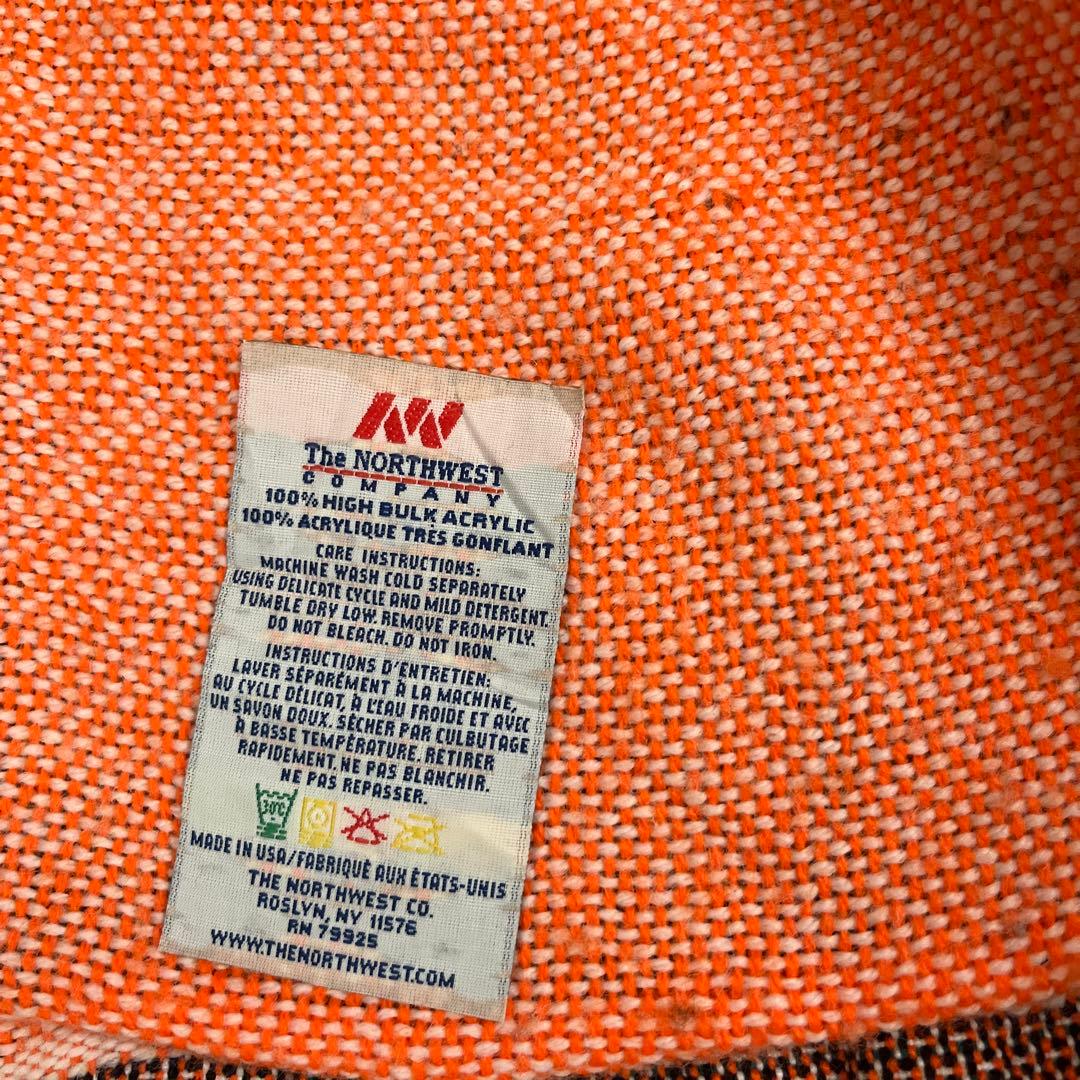 The NORTHWEST
COMPANY
100% HIGH BULK ACRYLIC
100% ACRYLIQUE TRÈS GONFLANT
CARE INSTRUCTIONS:
MACHINE WASH COLD SEPARATELY
USING DELICATE CYCLE AND MILD DETERGENT.
TUMBLE DRY LOW. REMOVE PROMPTLY.
DO NOT BLEACH. DO NOT IRON.
INSTRUCTIONS D'ENTRETIEN:
LAVER SÉPARÉMENT À LA MACHINE,
AU CYCLE DÉLICAT, À L'EAU FROIDE ET AVEC
UN SAVON DOUX. SÉCHER PAR CULBUTAGE
À BASSE TEMPÉRATURE. RETIRER
RAPIDEMENT. NE PAS BLANCHIR.
NE PAS REPASSER.
30°C
MADE IN USA/FABRIQUÉ AUX ÉTATS-UNIS
THE NORTHWEST CO.
ROSLYN, NY 11576
RN 79925
WWW.THENORTHWEST.COM